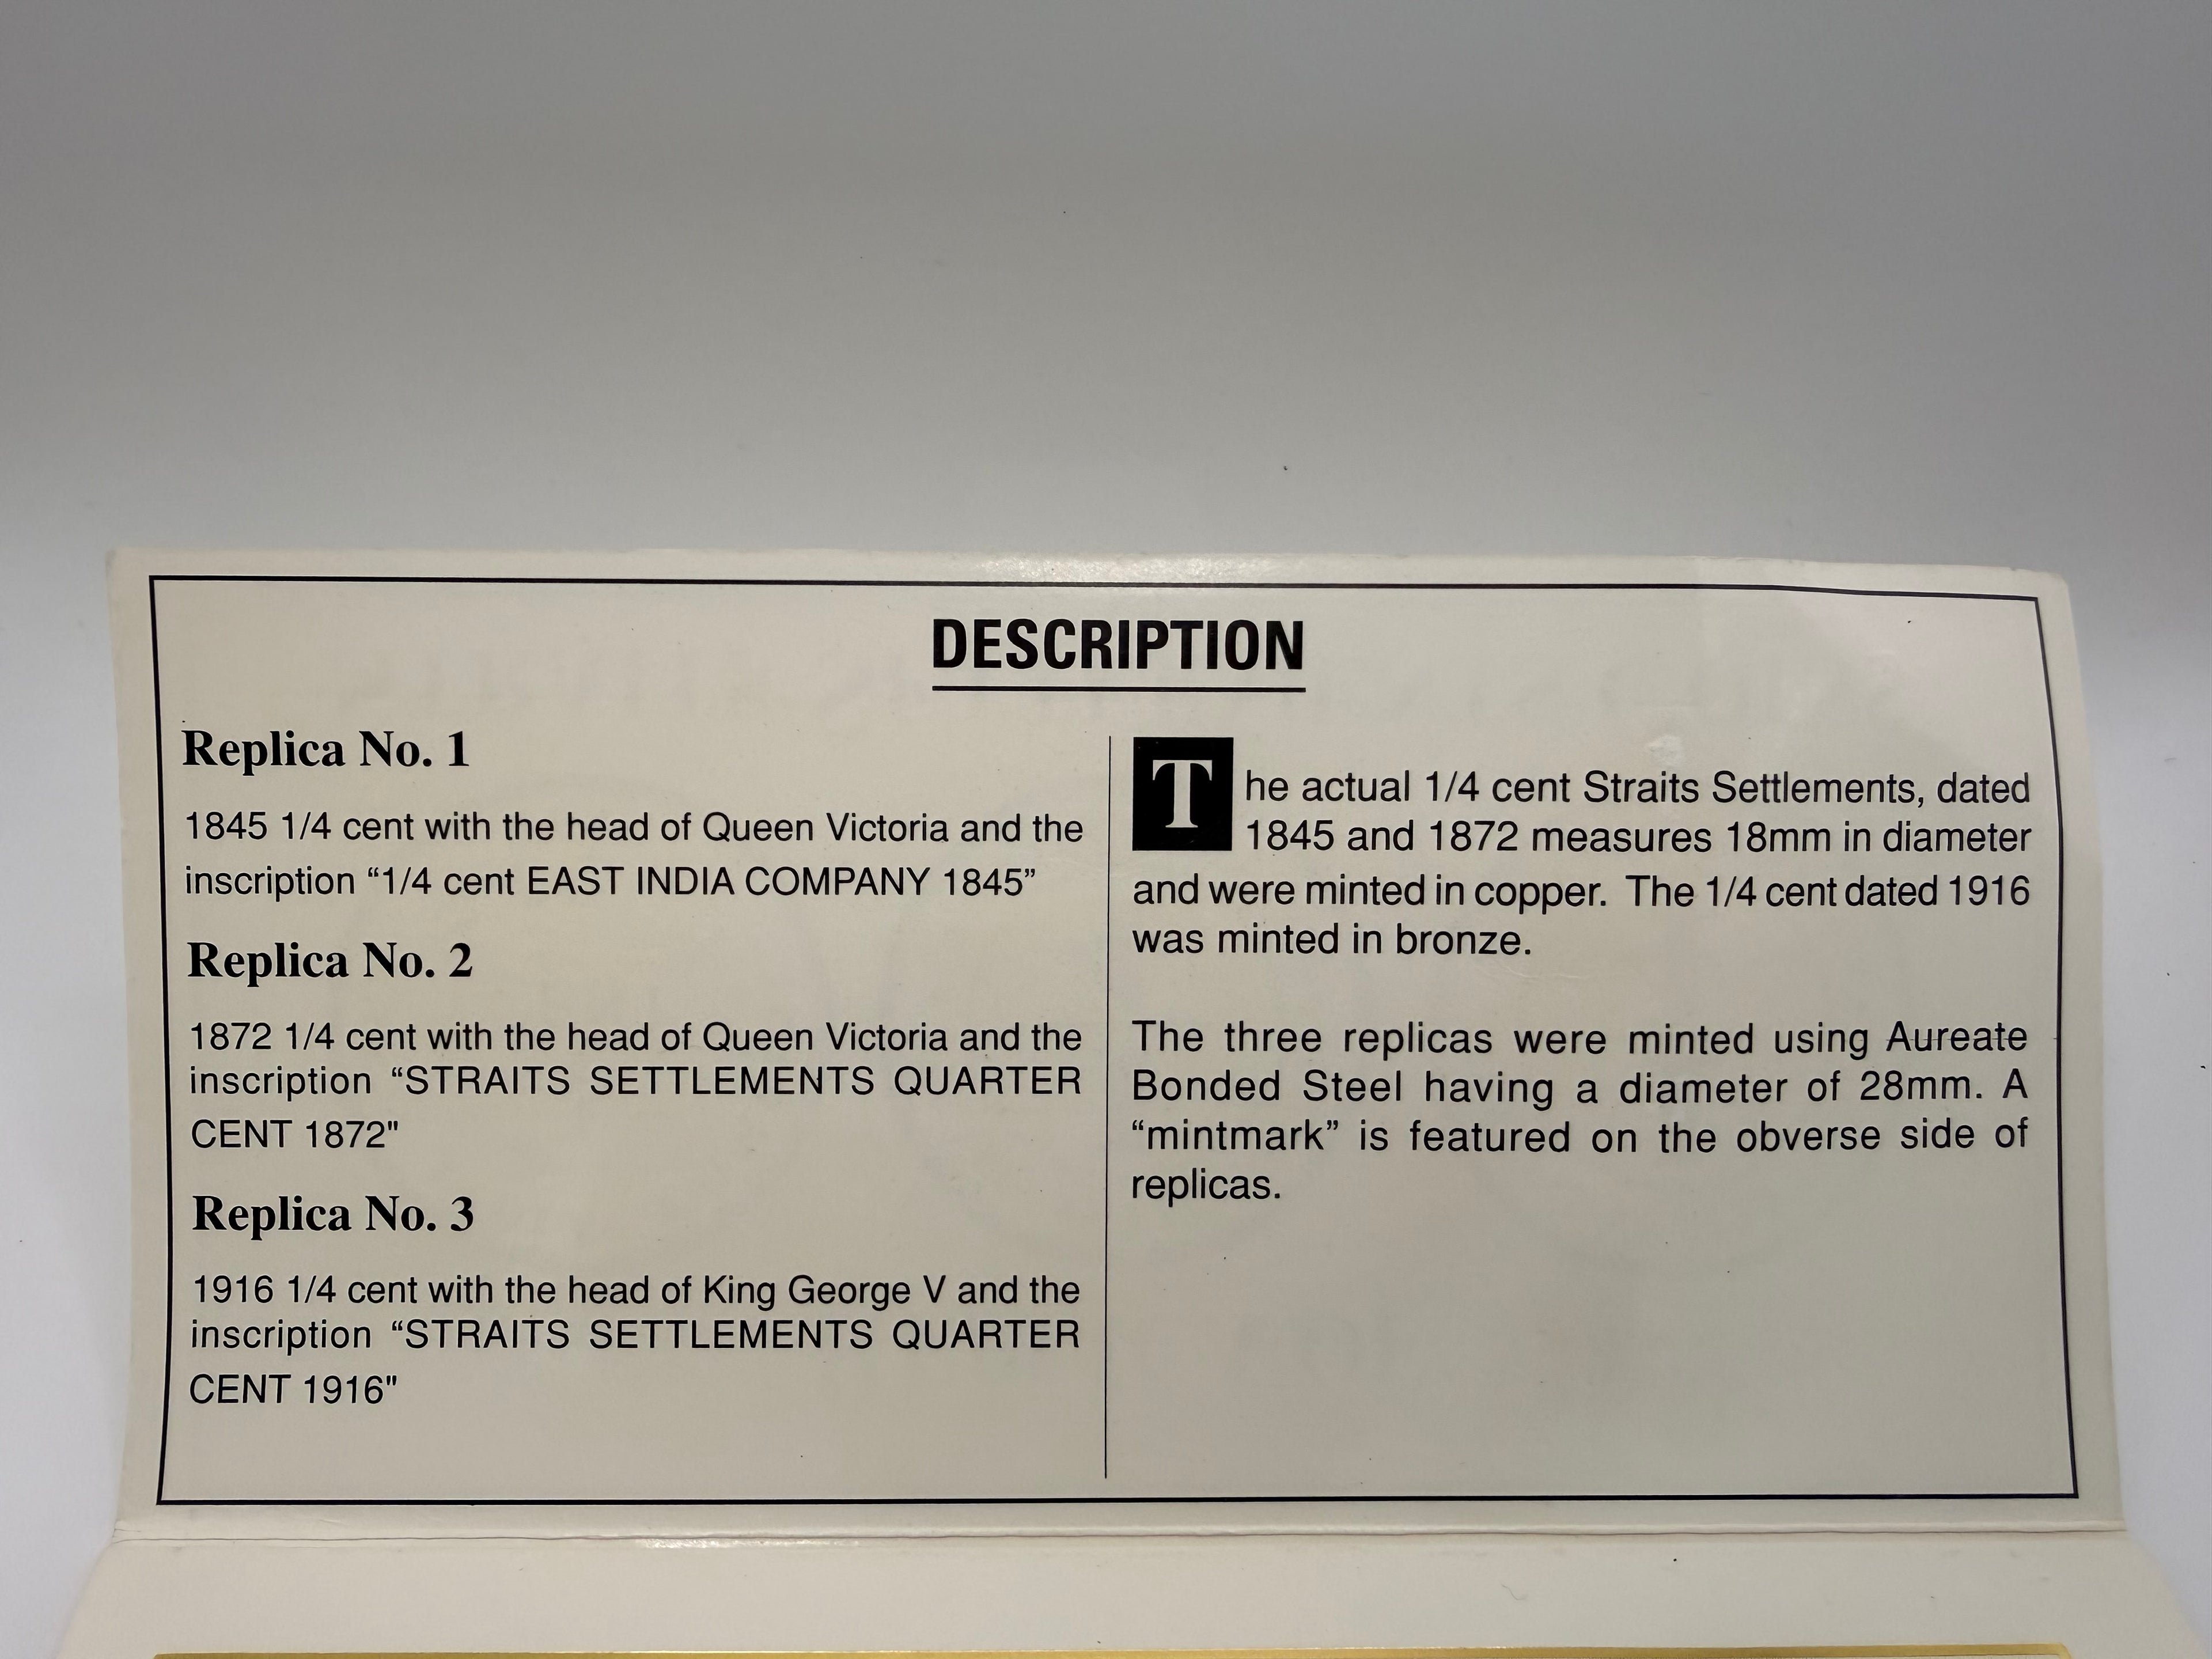 DESCRIPTION
Replica No. 1
1845 1/4 cent with the head of Queen Victoria and the
inscription “1/4 cent EAST INDIA COMPANY 1845”
Replica No. 2
1872 1/4 cent with the head of Queen Victoria and the
inscription “STRAITS SETTLEMENTS QUARTER
CENT 1872"
Replica No. 3
1916 1/4 cent with the head of King George V and the
inscription “STRAITS SETTLEMENTS QUARTER
CENT 1916"
The actual 1/4 cent Straits Settlements, dated
1845 and 1872 measures 18mm in diameter
and were minted in copper. The 1/4 cent dated 1916
was minted in bronze.
The three replicas were minted using Aureate
Bonded Steel having a diameter of 28mm. A
“mintmark” is featured on the obverse side of
replicas.